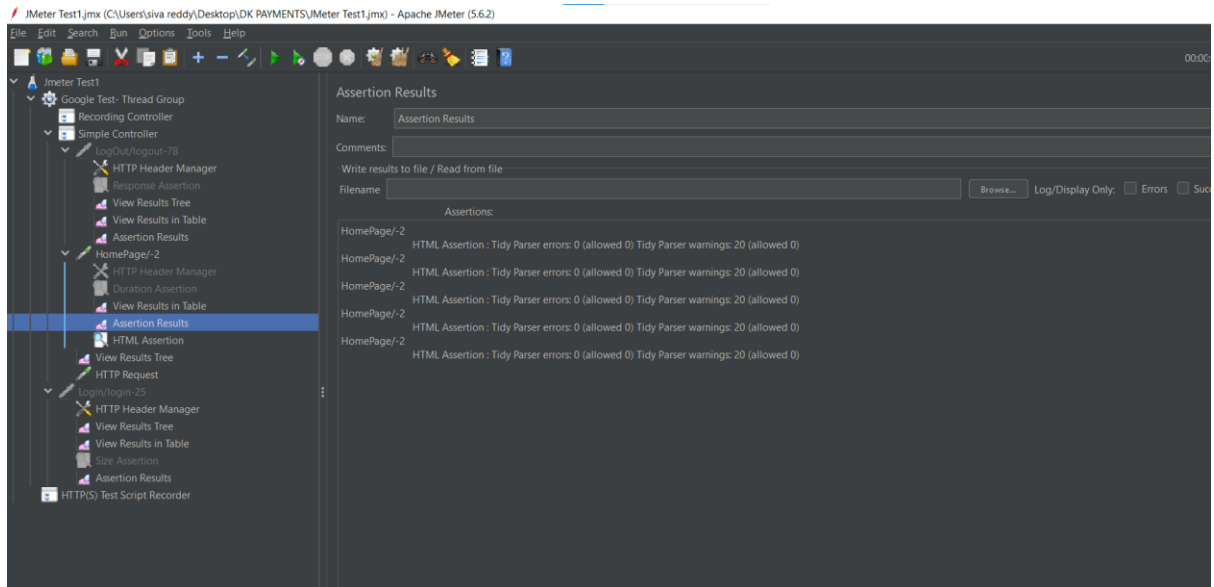 JMeter Test1.jmx (C:\Users\siva reddy\Desktop\DK PAYMENTS\JMeter Test1.jmx) - Apache JMeter (5.6.2)
File Edit Search Run Options Tools Help
00:00:
Jmeter Test1
Google Test- Thread Group
Recording Controller
Simple Controller
LogOut/logout-78
HTTP Header Manager
Response Assertion
View Results Tree
View Results in Table
Assertion Results
HomePage/-2
HTTP Header Manager
Duration Assertion
View Results in Table
Assertion Results
HTML Assertion
View Results Tree
HTTP Request
Login/login-25
HTTP Header Manager
View Results Tree
View Results in Table
Size Assertion
Assertion Results
HTTP(S) Test Script Recorder
Assertion Results
Name: Assertion Results
Comments:
Write results to file / Read from file
Filename Browse... Log/Display Only: Errors Suc
Assertions:
HomePage/-2
HTML Assertion : Tidy Parser errors: 0 (allowed 0) Tidy Parser warnings: 20 (allowed 0)
HomePage/-2
HTML Assertion : Tidy Parser errors: 0 (allowed 0) Tidy Parser warnings: 20 (allowed 0)
HomePage/-2
HTML Assertion : Tidy Parser errors: 0 (allowed 0) Tidy Parser warnings: 20 (allowed 0)
HomePage/-2
HTML Assertion : Tidy Parser errors: 0 (allowed 0) Tidy Parser warnings: 20 (allowed 0)
HomePage/-2
HTML Assertion : Tidy Parser errors: 0 (allowed 0) Tidy Parser warnings: 20 (allowed 0)